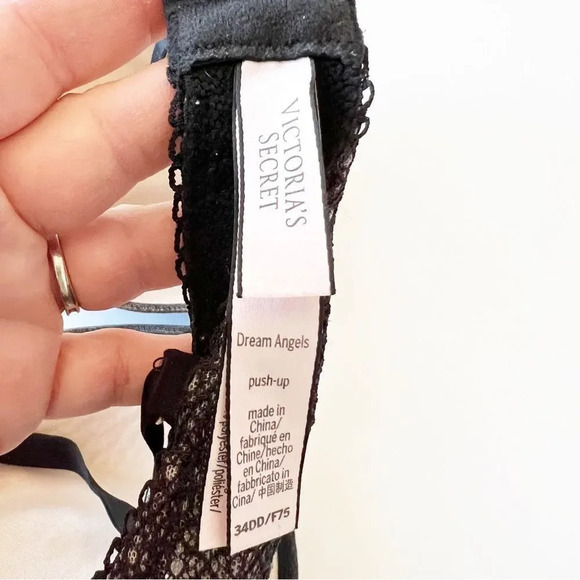 VICTORIA'S
SECRET
Dream Angels
push-up
made in
China/
fabriqué en
Chine/hecho
en China/
fabbricato in
Cina/ 中国制造
34DD/F75
polyester/poliéster/